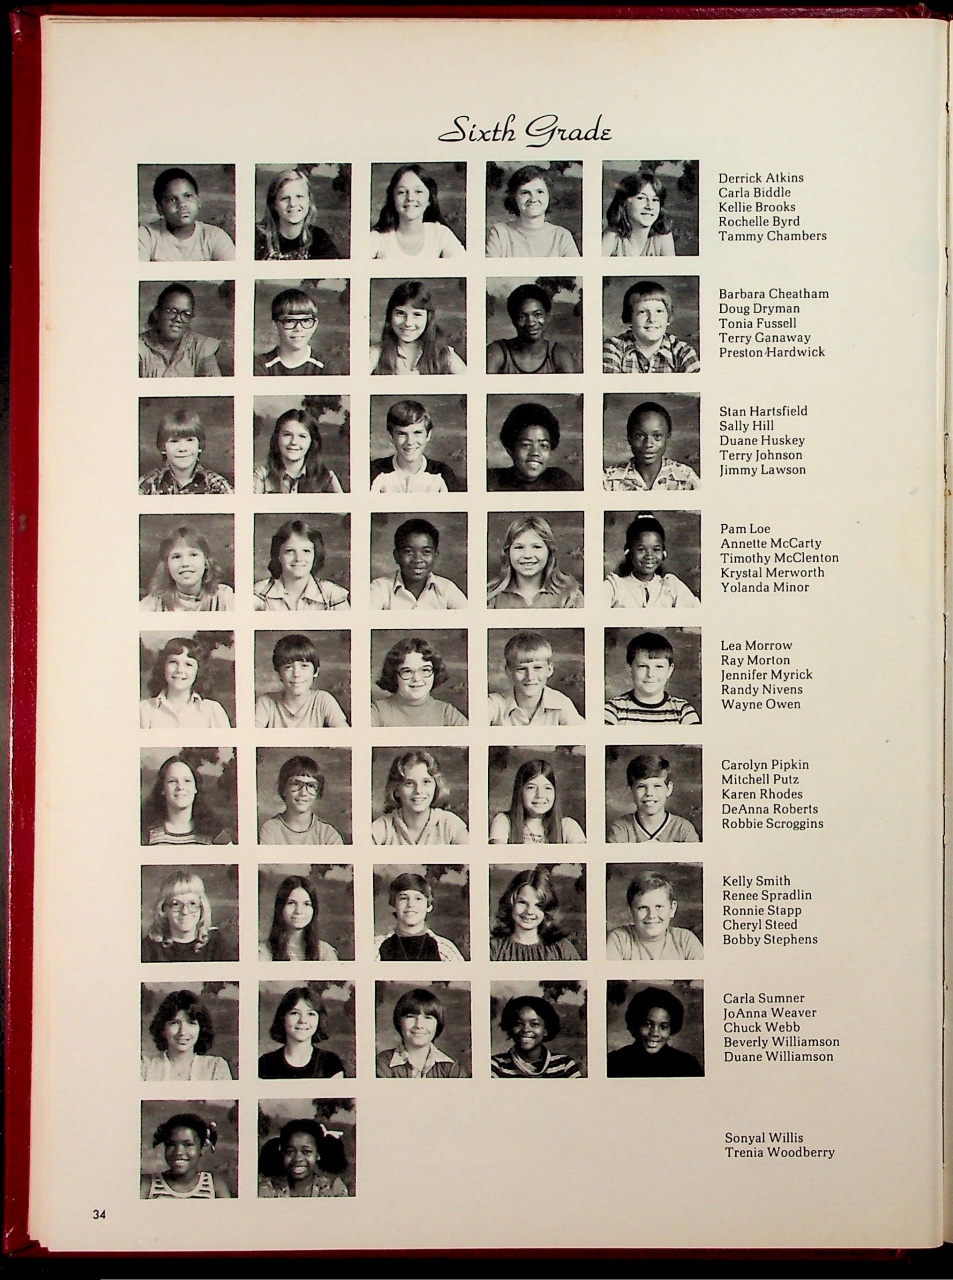 Sixth Grade
Derrick Atkins
Carla Biddle
Kellie Brooks
Rochelle Byrd
Tammy Chambers
Barbara Cheatham
Doug Dryman
Tonia Fussell
Terry Ganaway
Preston Hardwick
Stan Hartsfield
Sally Hill
Duane Huskey
Terry Johnson
Jimmy Lawson
Pam Loe
Annette McCarty
Timothy McClenton
Krystal Merworth
Yolanda Minor
Lea Morrow
Ray Morton
Jennifer Myrick
Randy Nivens
Wayne Owen
Carolyn Pipkin
Mitchell Putz
Karen Rhodes
DeAnna Roberts
Robbie Scroggins
Kelly Smith
Renee Spradlin
Ronnie Stapp
Cheryl Steed
Bobby Stephens
Carla Sumner
JoAnna Weaver
Chuck Webb
Beverly Williamson
Duane Williamson
Sonyal Willis
Trenia Woodberry
34